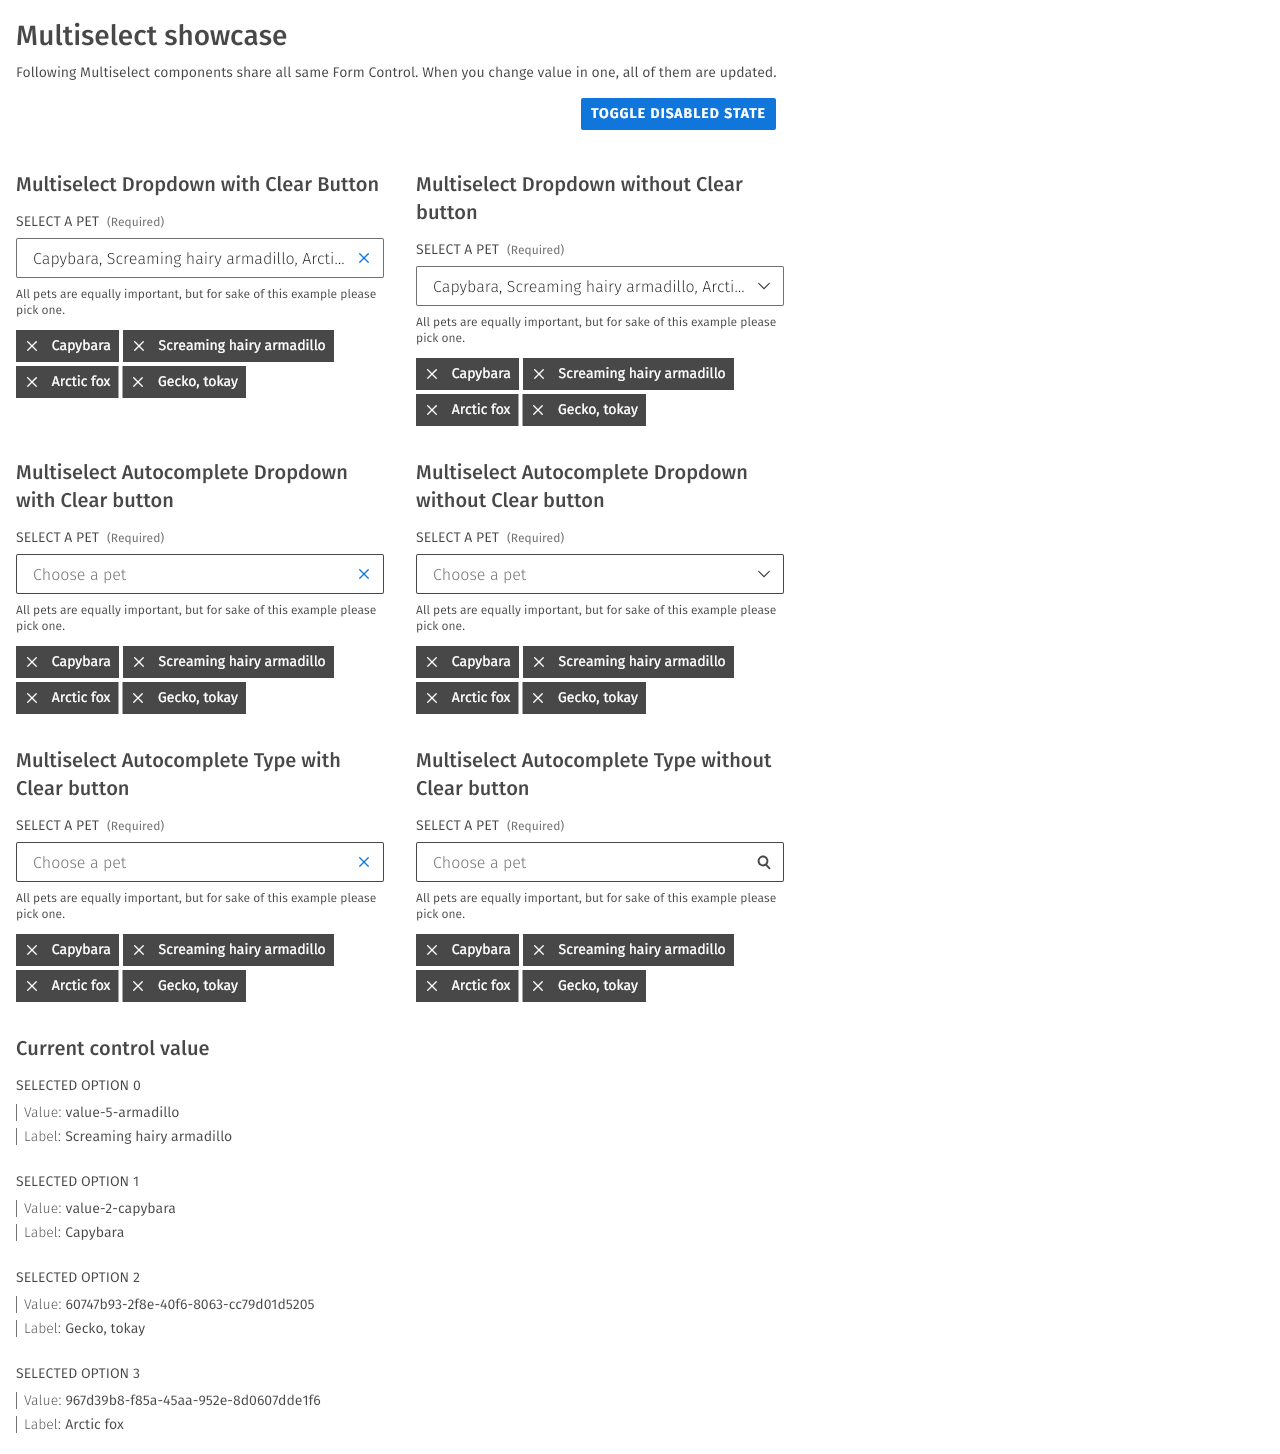 Multiselect showcase
Following Multiselect components share all same Form Control. When you change value in one, all of them are updated.
TOGGLE DISABLED STATE
Multiselect Dropdown with Clear Button
SELECT A PET (Required)
Capybara, Screaming hairy armadillo, Arcti...
All pets are equally important, but for sake of this example please
pick one.
Capybara Screaming hairy armadillo
Arctic fox Gecko, tokay
Multiselect Dropdown without Clear
button
SELECT A PET (Required)
Capybara, Screaming hairy armadillo, Arcti...
All pets are equally important, but for sake of this example please
pick one.
Capybara Screaming hairy armadillo
Arctic fox Gecko, tokay
Multiselect Autocomplete Dropdown
with Clear button
SELECT A PET (Required)
Choose a pet
All pets are equally important, but for sake of this example please
pick one.
Capybara Screaming hairy armadillo
Arctic fox Gecko, tokay
Multiselect Autocomplete Dropdown
without Clear button
SELECT A PET (Required)
Choose a pet
All pets are equally important, but for sake of this example please
pick one.
Capybara Screaming hairy armadillo
Arctic fox Gecko, tokay
Multiselect Autocomplete Type with
Clear button
SELECT A PET (Required)
Choose a pet
All pets are equally important, but for sake of this example please
pick one.
Capybara Screaming hairy armadillo
Arctic fox Gecko, tokay
Multiselect Autocomplete Type without
Clear button
SELECT A PET (Required)
Choose a pet
All pets are equally important, but for sake of this example please
pick one.
Capybara Screaming hairy armadillo
Arctic fox Gecko, tokay
Current control value
SELECTED OPTION 0
Value: value-5-armadillo
Label: Screaming hairy armadillo
SELECTED OPTION 1
Value: value-2-capybara
Label: Capybara
SELECTED OPTION 2
Value: 60747b93-2f8e-40f6-8063-cc79d01d5205
Label: Gecko, tokay
SELECTED OPTION 3
Value: 967d39b8-f85a-45aa-952e-8d0607dde1f6
Label: Arctic fox